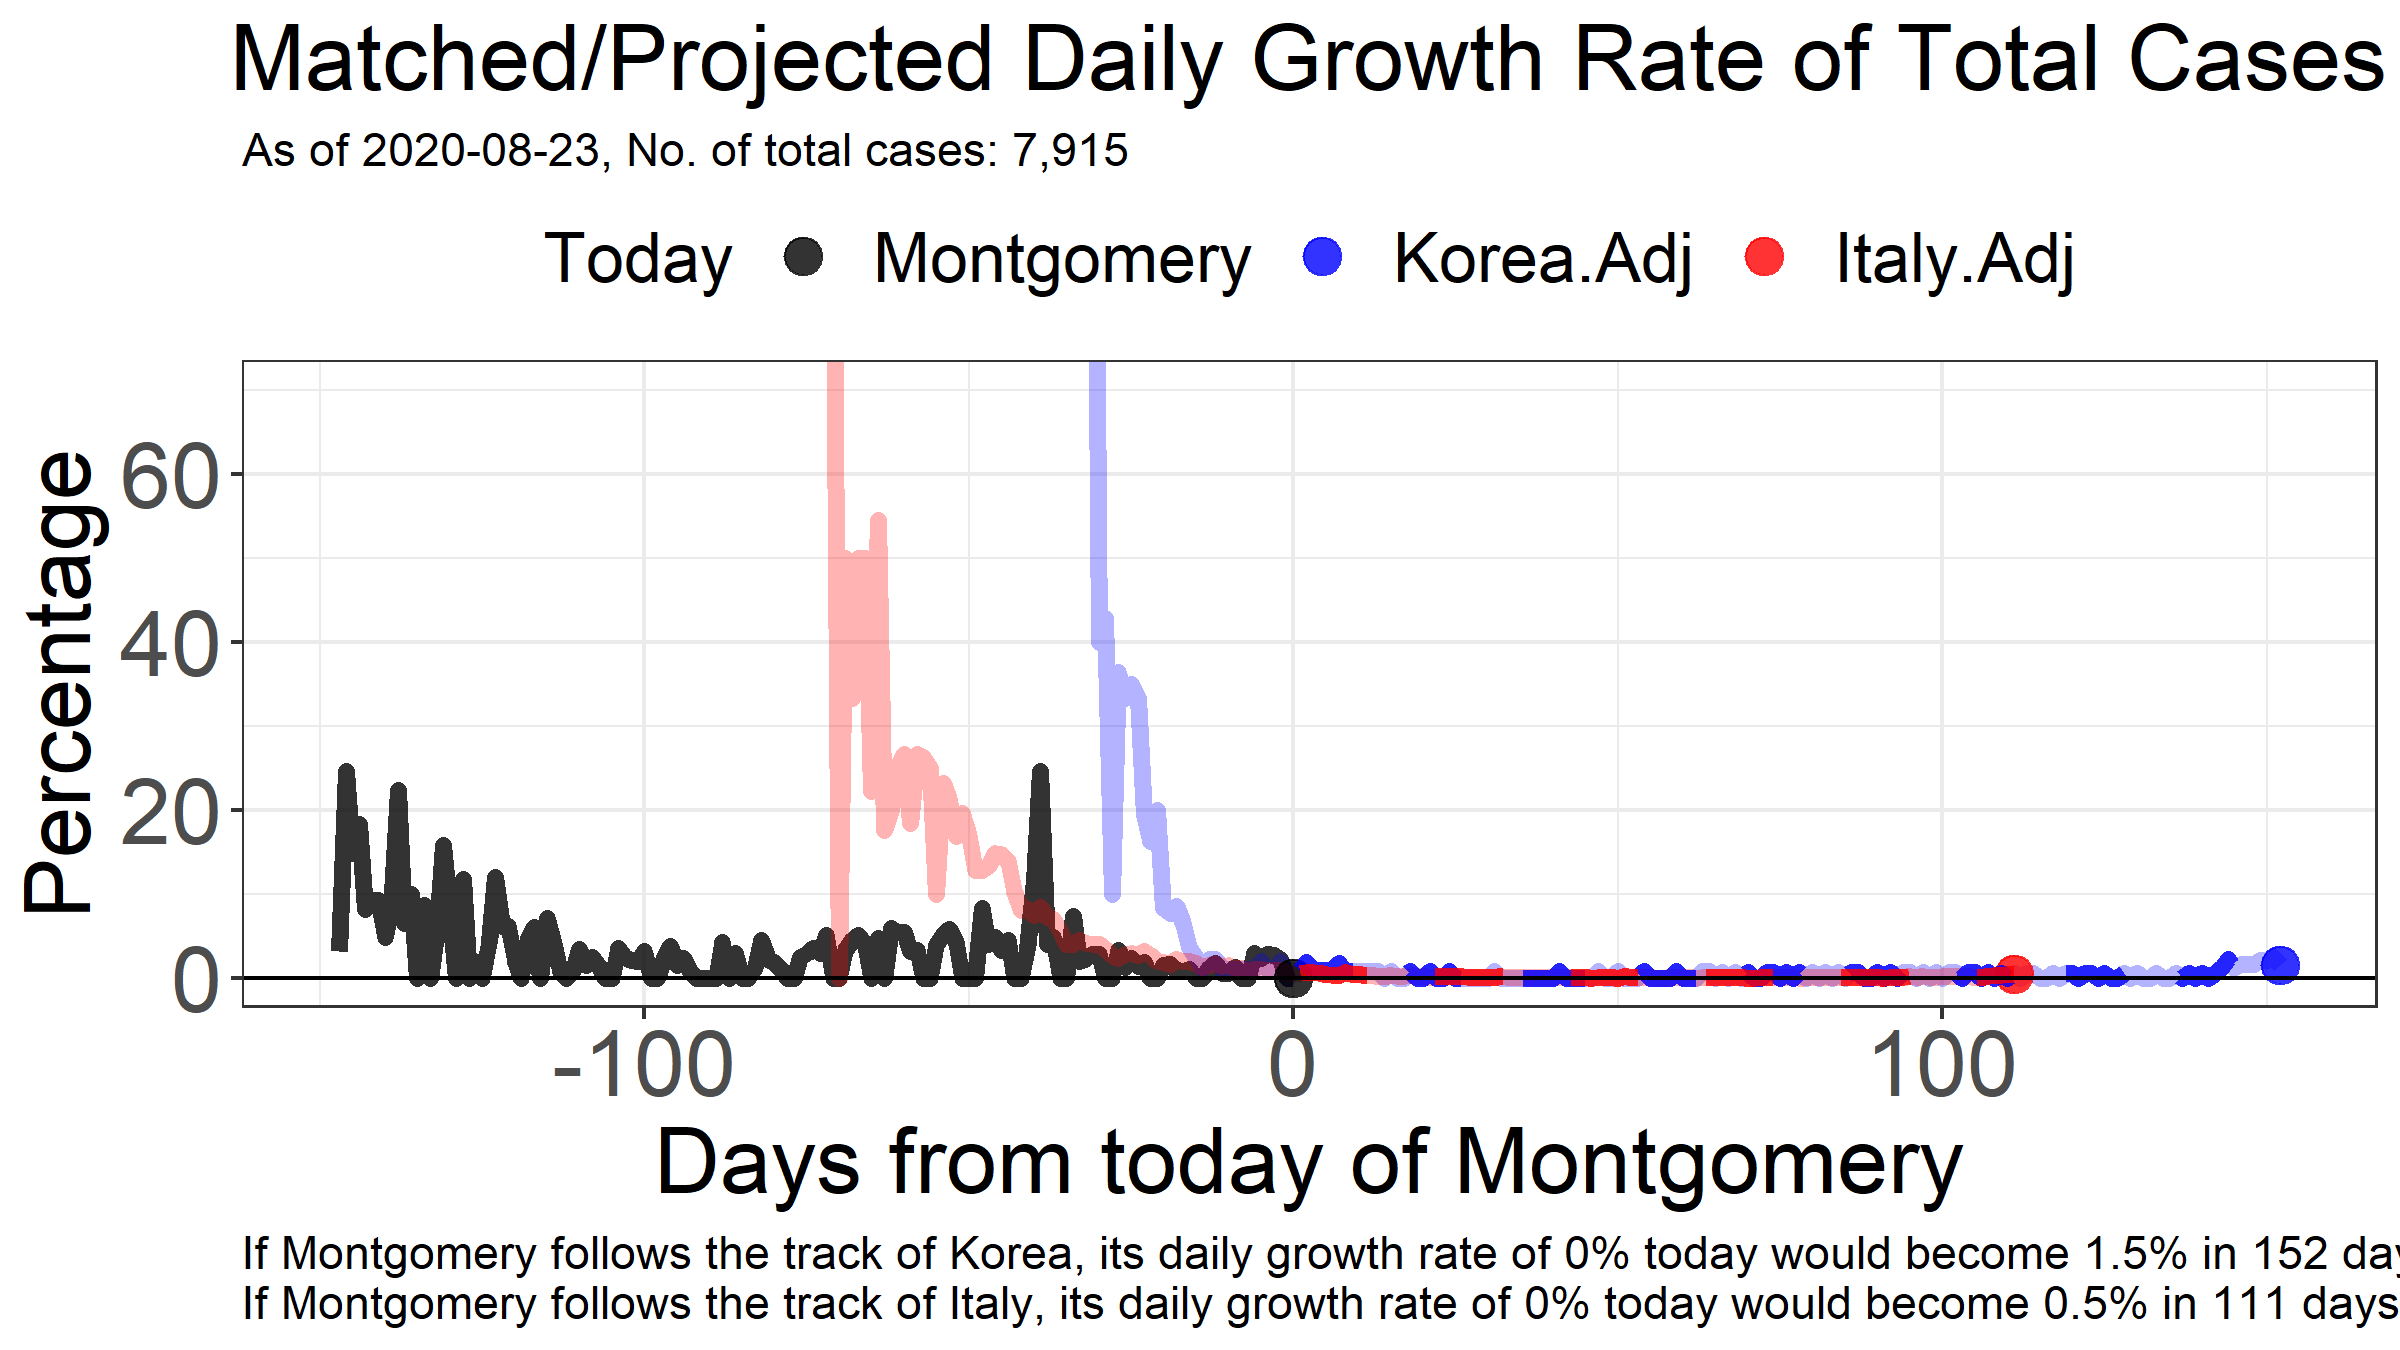 Matched/Projected Daily Growth Rate of Total Cases
As of 2020-08-23, No. of total cases: 7,915
Today Montgomery Korea.Adj Italy.Adj
Percentage
60
40
20
0
-100 0 100
Days from today of Montgomery
If Montgomery follows the track of Korea, its daily growth rate of 0% today would become 1.5% in 152
If Montgomery follows the track of Italy, its daily growth rate of 0% today would become 0.5% in 111 days